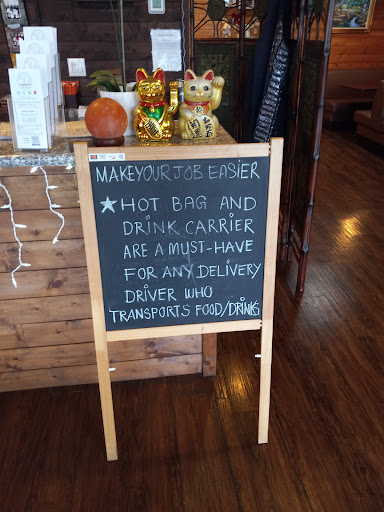 MAKE YOUR JOB EASIER
★ HOT BAG AND
DRINK CARRIER
ARE A MUST-HAVE
FOR ANY DELIVERY
DRIVER WHO
TRANSPORTS FOOD/DRINKS